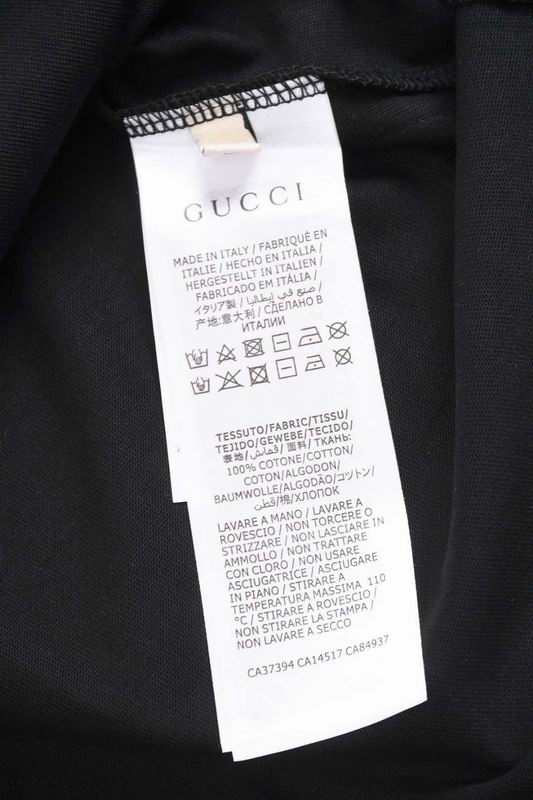 GUCCI
MADE IN ITALY / FABRIQUÉ EN
ITALIE / HECHO EN ITALIA /
HERGESTELLT IN ITALIEN /
FABRICADO EM ITÁLIA /
イタリア製 / صنع في إيطاليا /
产地:意大利 / СДЕЛАНО В
ИТАЛИИ
TESSUTO/FABRIC/TISSU/
TEJIDO/GEWEBE/TECIDO/
表地/قماش/面料/ТКАНЬ:
100% COTONE/COTTON/
COTON/ALGODON/
BAUMWOLLE/ALGODÃO/コットン/
قطن/棉/ХЛОПОК
LAVARE A MANO / LAVARE A
ROVESCIO / NON TORCERE O
STRIZZARE / NON LASCIARE IN
AMMOLLO / NON TRATTARE
CON CLORO / NON USARE
ASCIUGATRICE / ASCIUGARE
IN PIANO / STIRARE A
TEMPERATURA MASSIMA 110
°C / STIRARE A ROVESCIO /
NON STIRARE LA STAMPA /
NON LAVARE A SECCO
CA37394 CA14517 CA84937